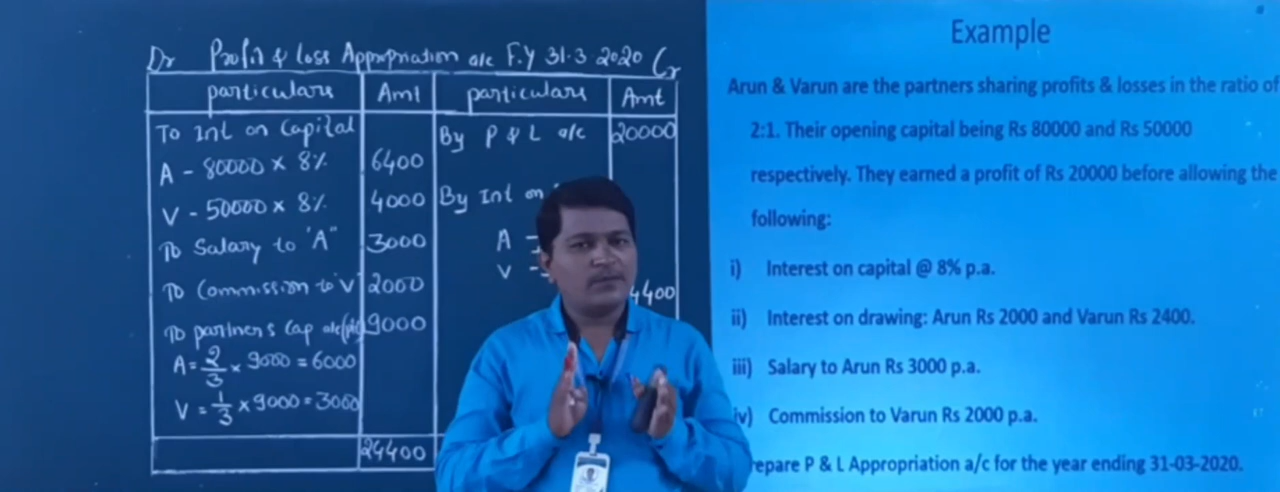 Dr Profit & Loss Appropriation a/c F.Y 31.3.2020 Cr
particulars Amt particulars Amt
To Int on Capital By P & L a/c 20000
A - 80000 x 8% 6400
V - 50000 x 8% 4000 By Int on
To Salary to "A" 3000 A
To Commission to V 2000 V
4400
To partners Cap a/c 9000
A = 2/3 x 9000 = 6000
V = 1/3 x 9000 = 3000
24400
Example
Arun & Varun are the partners sharing profits & losses in the ratio of
2:1. Their opening capital being Rs 80000 and Rs 50000
respectively. They earned a profit of Rs 20000 before allowing the
following:
i) Interest on capital @ 8% p.a.
ii) Interest on drawing: Arun Rs 2000 and Varun Rs 2400.
iii) Salary to Arun Rs 3000 p.a.
iv) Commission to Varun Rs 2000 p.a.
repare P & L Appropriation a/c for the year ending 31-03-2020.